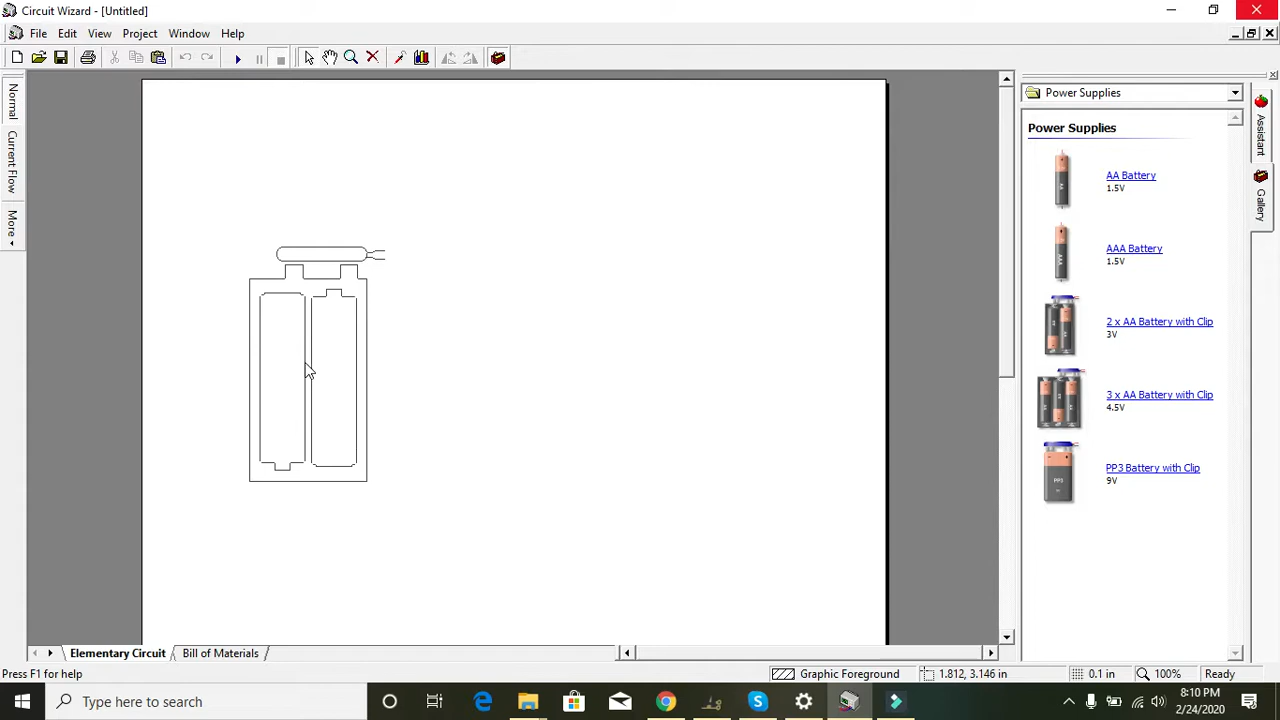 Circuit Wizard - [Untitled]
File Edit View Project Window Help
Normal
Current Flow
More
Power Supplies
Power Supplies
AA Battery
1.5V
AAA Battery
1.5V
2 x AA Battery with Clip
3V
3 x AA Battery with Clip
4.5V
PP3 Battery with Clip
9V
Assistant
Gallery
Elementary Circuit Bill of Materials
Press F1 for help
Graphic Foreground 1.812, 3.146 in 0.1 in 100% Ready
Type here to search
8:10 PM
2/24/2020